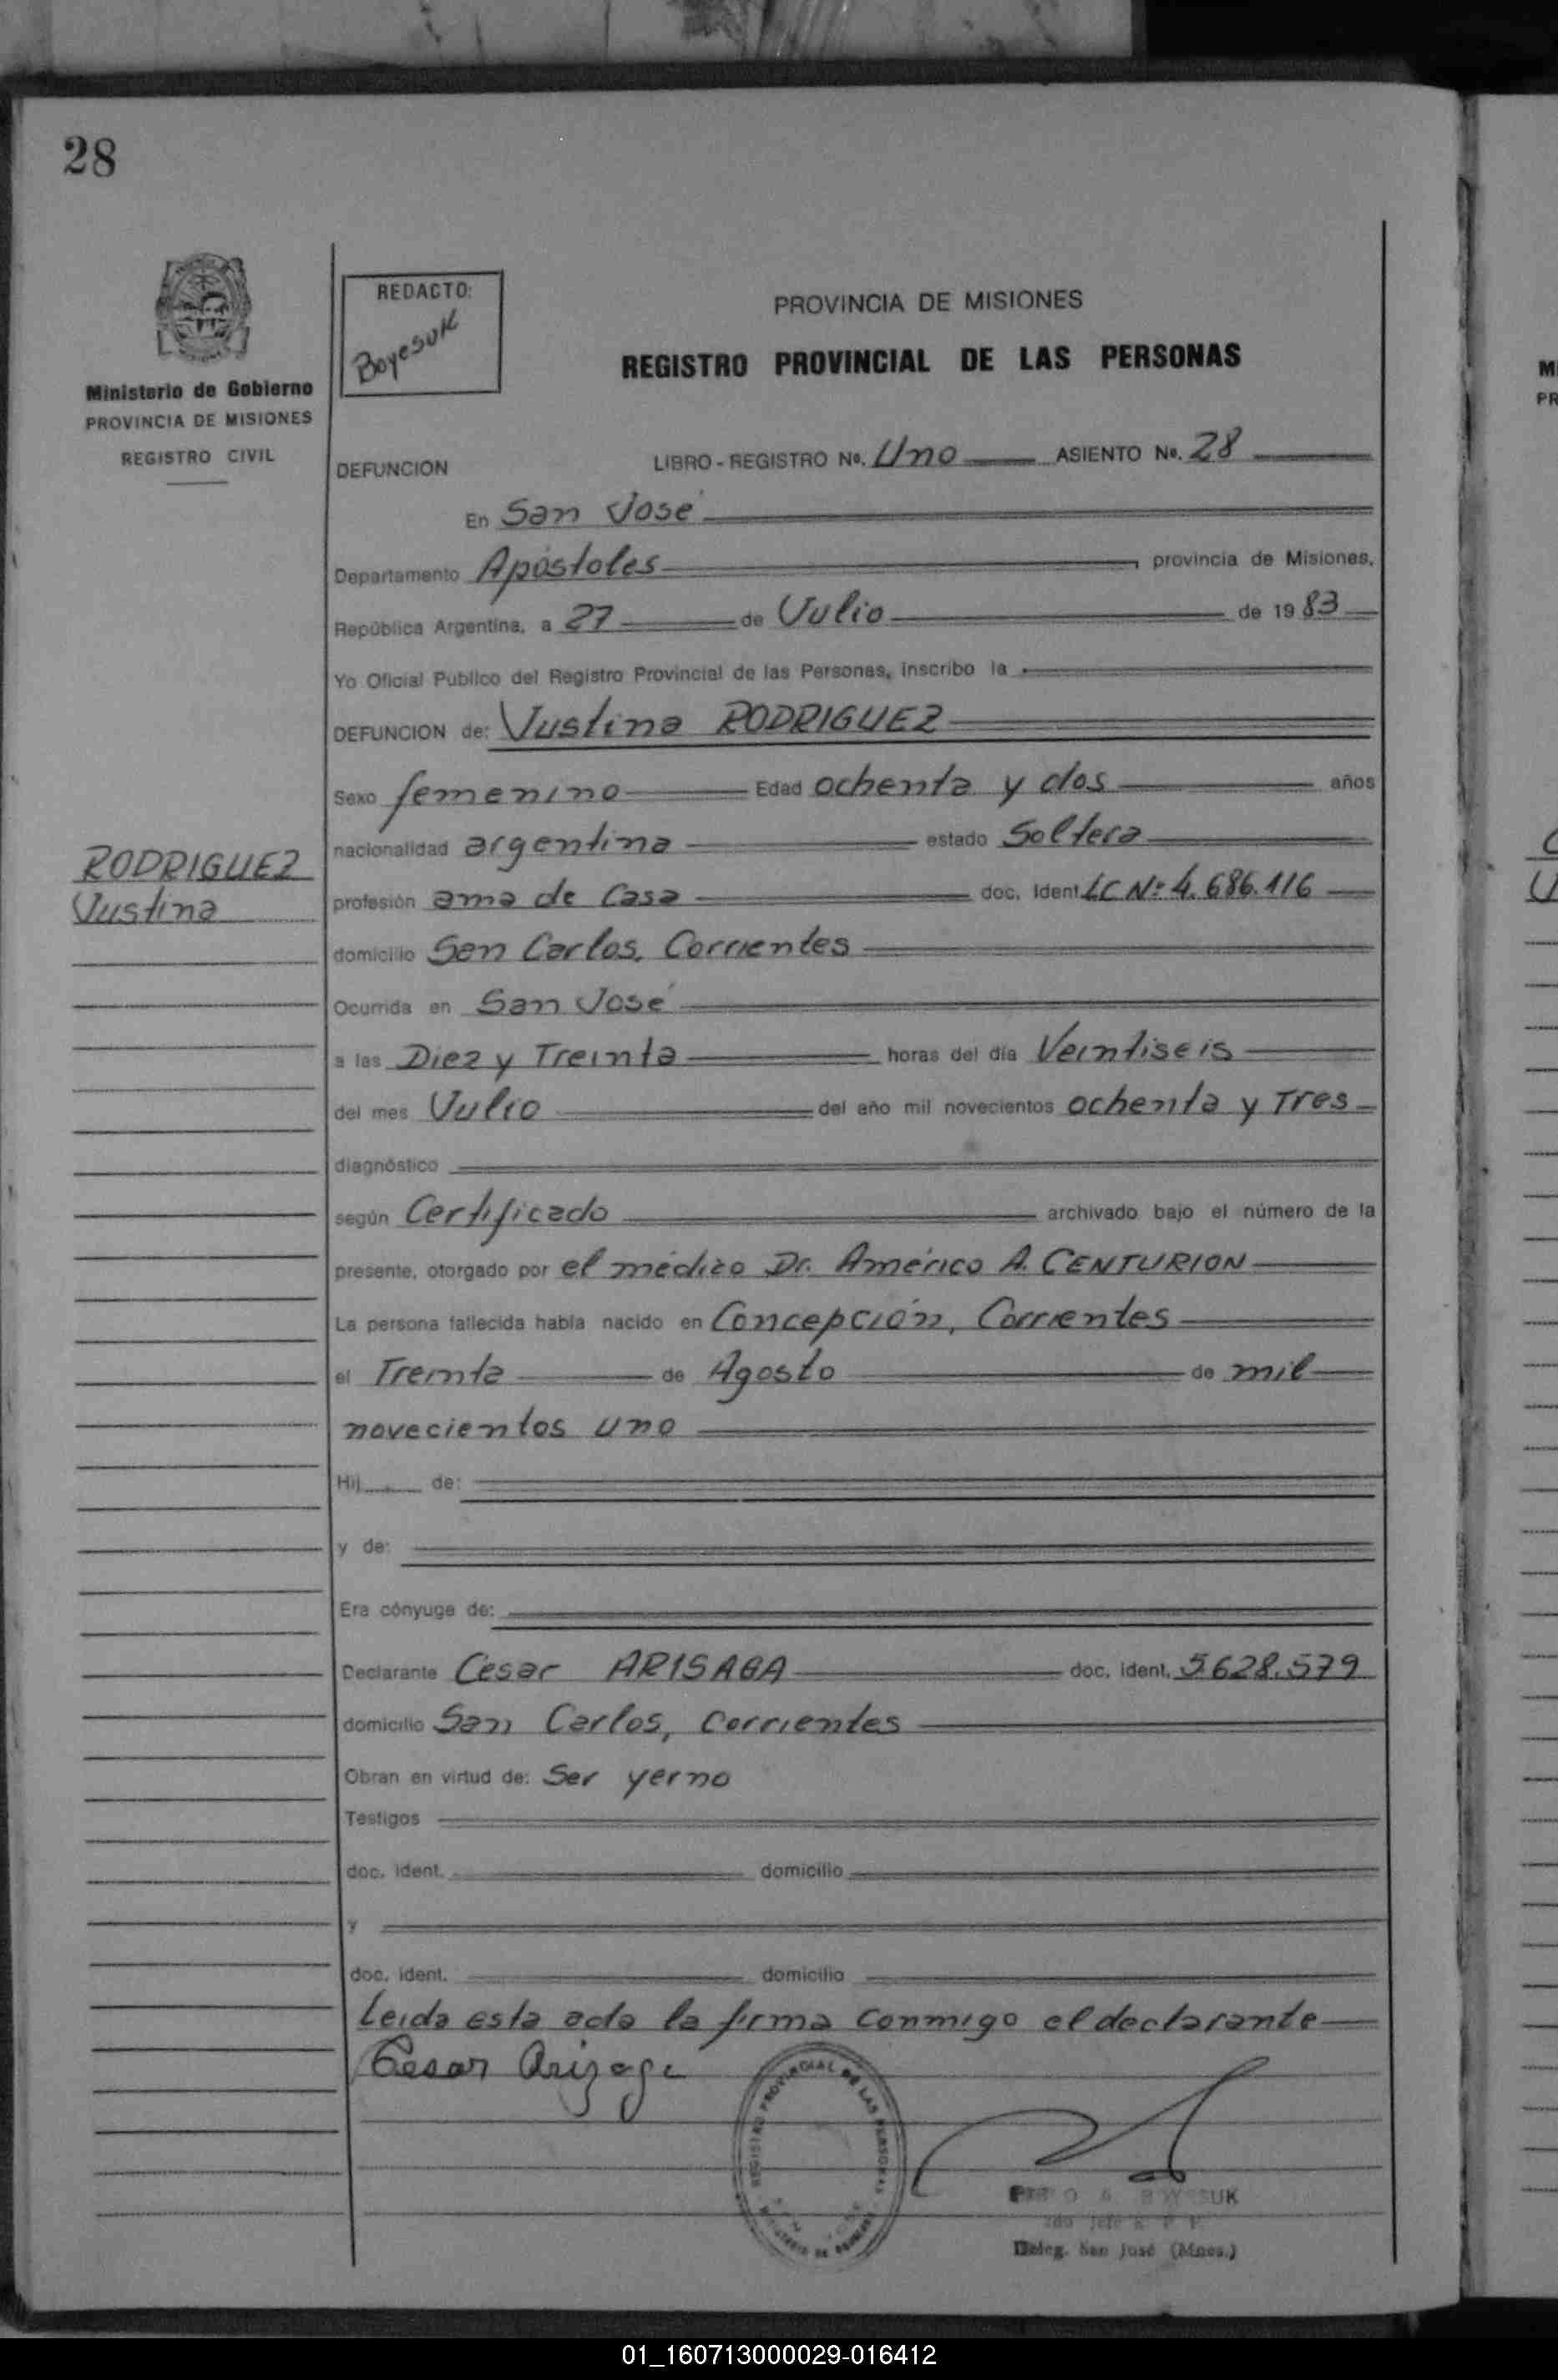 28
Ministerio de Gobierno
PROVINCIA DE MISIONES
REGISTRO CIVIL
REDACTO:
Boyesuk
PROVINCIA DE MISIONES
REGISTRO PROVINCIAL DE LAS PERSONAS
DEFUNCION LIBRO - REGISTRO Nº. Uno ASIENTO Nº. 28
En San José
Departamento Apóstoles provincia de Misiones,
República Argentina, a 27 de Julio de 1983
Yo Oficial Publico del Registro Provincial de las Personas, inscribo la
DEFUNCION de: Justina RODRIGUEZ
Sexo femenino Edad ochenta y dos años
nacionalidad argentina estado Soltera
RODRIGUEZ
Justina
profesión ama de Casa doc. Ident. LC Nº 4.686.116
domicilio San Carlos, Corrientes
Ocurrida en San José
a las Diez y Treinta horas del día Veintiseis
del mes Julio del año mil novecientos ochenta y Tres
diagnóstico
según Certificado archivado bajo el número de la
presente, otorgado por el médico Dr. Américo A. CENTURION
La persona fallecida había nacido en Concepción, Corrientes
el Treinta de Agosto de mil
novecientos uno
Hij de:
y de:
Era cónyuge de:
Declarante Cesar ARISAGA doc. ident. 5628.579
domicilio San Carlos, Corrientes
Obran en virtud de: Ser yerno
Testigos
doc. ident. domicilio
y
doc. ident. domicilio
Leida esta acta la firma conmigo el declarante
Cesar Arizaga
REGISTRO PROVINCIAL DE LAS PERSONAS
Deleg. San José (Mnes.)
01_160713000029-016412